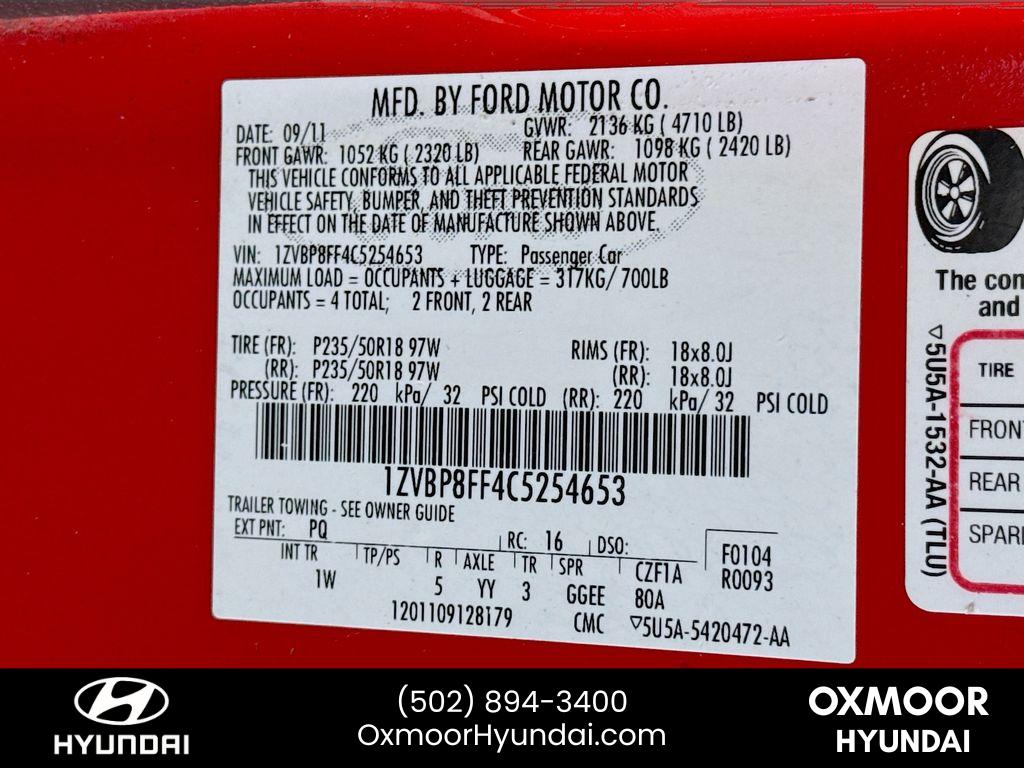 MFD. BY FORD MOTOR CO.
DATE: 09/11 GVWR: 2136 KG ( 4710 LB)
FRONT GAWR: 1052 KG ( 2320 LB) REAR GAWR: 1098 KG ( 2420 LB)
THIS VEHICLE CONFORMS TO ALL APPLICABLE FEDERAL MOTOR
VEHICLE SAFETY, BUMPER, AND THEFT PREVENTION STANDARDS
IN EFFECT ON THE DATE OF MANUFACTURE SHOWN ABOVE.
VIN: 1ZVBP8FF4C5254653 TYPE: Passenger Car
MAXIMUM LOAD = OCCUPANTS + LUGGAGE = 317KG/ 700LB
OCCUPANTS = 4 TOTAL; 2 FRONT, 2 REAR
TIRE (FR): P235/50R18 97W RIMS (FR): 18x8.0J
(RR): P235/50R18 97W (RR): 18x8.0J
PRESSURE (FR): 220 kPa/ 32 PSI COLD (RR): 220 kPa/ 32 PSI COLD
1ZVBP8FF4C5254653
TRAILER TOWING - SEE OWNER GUIDE
EXT PNT: PQ RC: 16 DSO: F0104
INT TR TP/PS R AXLE TR SPR CZF1A R0093
1W 5 YY 3 GGEE 80A
1201109128179 CMC ▽5U5A-5420472-AA
The con
and
▽5U5A-1532-AA (TLU)
TIRE
FRONT
REAR
SPARE
HYUNDAI
(502) 894-3400
OxmoorHyundai.com
OXMOOR
HYUNDAI